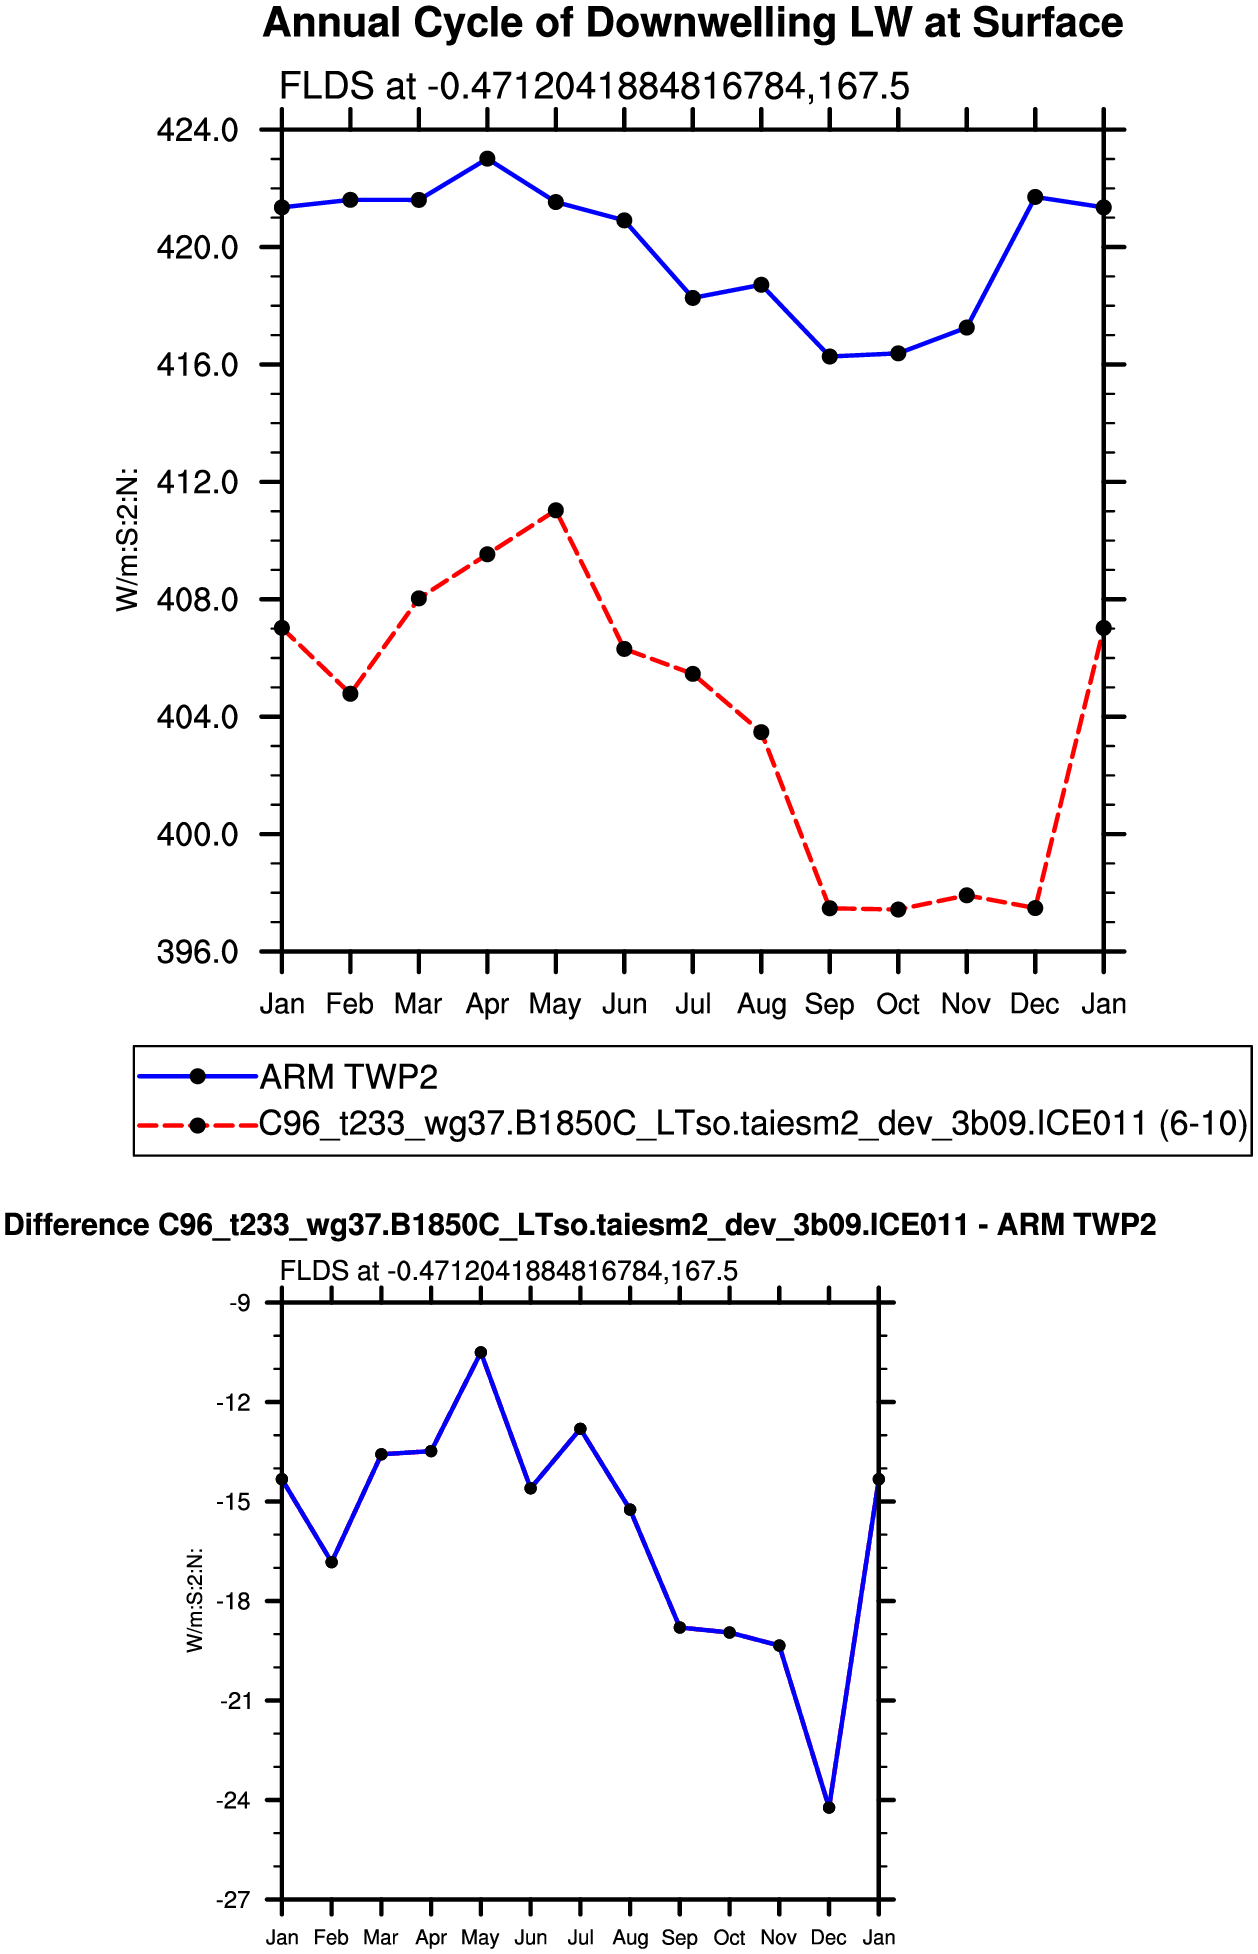 Annual Cycle of Downwelling LW at Surface
FLDS at -0.4712041884816784,167.5
424.0
420.0
416.0
412.0
408.0
404.0
400.0
396.0
W/m:S:2:N:
Jan Feb Mar Apr May Jun Jul Aug Sep Oct Nov Dec Jan
ARM TWP2
C96_t233_wg37.B1850C_LTso.taiesm2_dev_3b09.ICE011 (6-10)
Difference C96_t233_wg37.B1850C_LTso.taiesm2_dev_3b09.ICE011 - ARM TWP2
FLDS at -0.4712041884816784,167.5
-9
-12
-15
-18
-21
-24
-27
W/m:S:2:N:
Jan Feb Mar Apr May Jun Jul Aug Sep Oct Nov Dec Jan